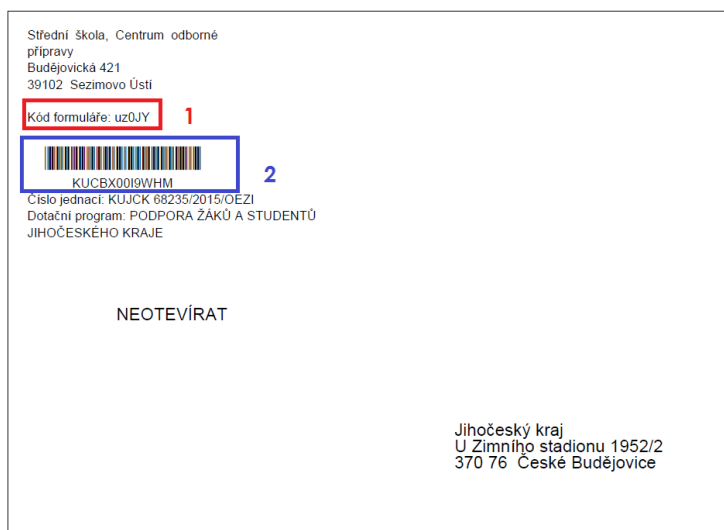 Střední škola, Centrum odborné
přípravy
Budějovická 421
39102 Sezimovo Ústí
Kód formuláře: uz0JY
1
KUCBX00I9WHM
2
Číslo jednací: KUJCK 68235/2015/OEZI
Dotační program: PODPORA ŽÁKŮ A STUDENTŮ
JIHOČESKÉHO KRAJE
NEOTEVÍRAT
Jihočeský kraj
U Zimního stadionu 1952/2
370 76 České Budějovice